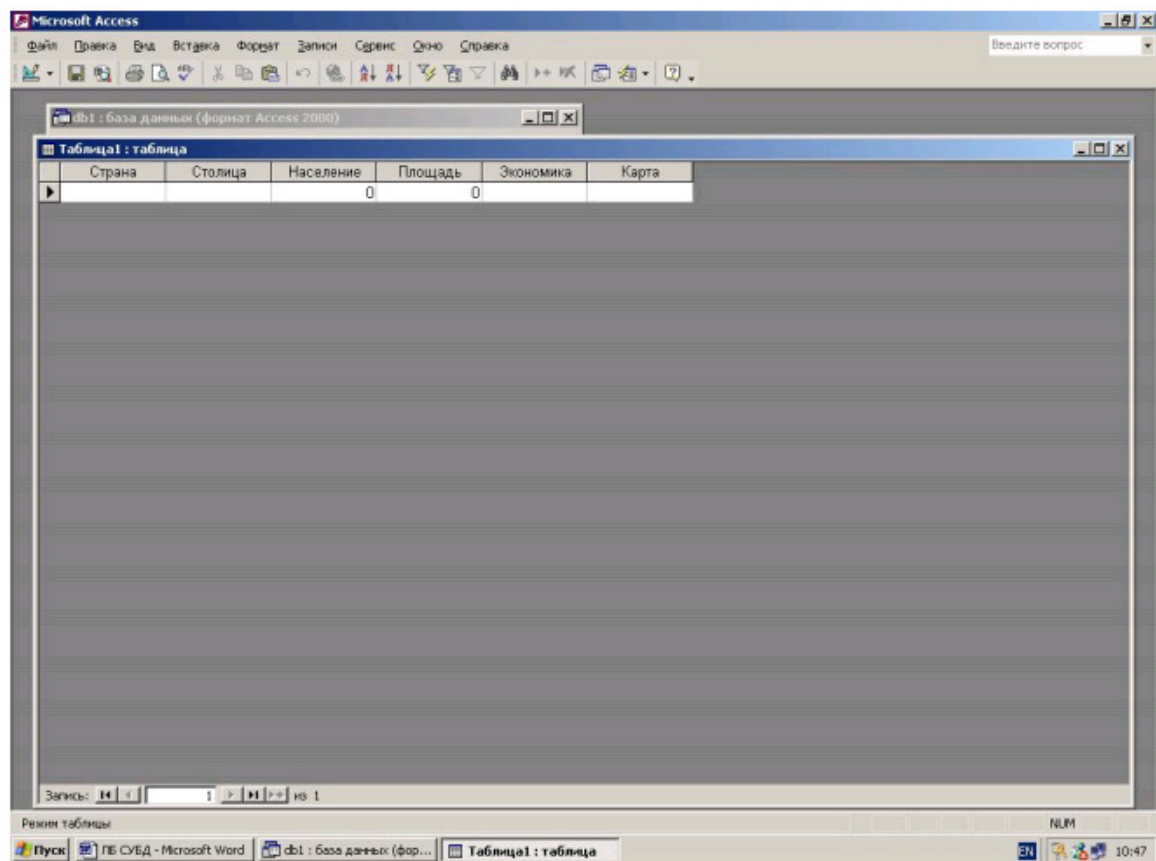 Microsoft Access
Файл Правка Вид Вставка Формат Записи Сервис Окно Справка Введите вопрос
db1 : база данных (формат Access 2000)
Таблица1 : таблица
Страна Столица Население Площадь Экономика Карта
0 0
Запись: 1 из 1
Режим таблицы NUM
Пуск ПБ СУБД - Microsoft Word db1 : база данных (фор... Таблица1 : таблица EN 10:47